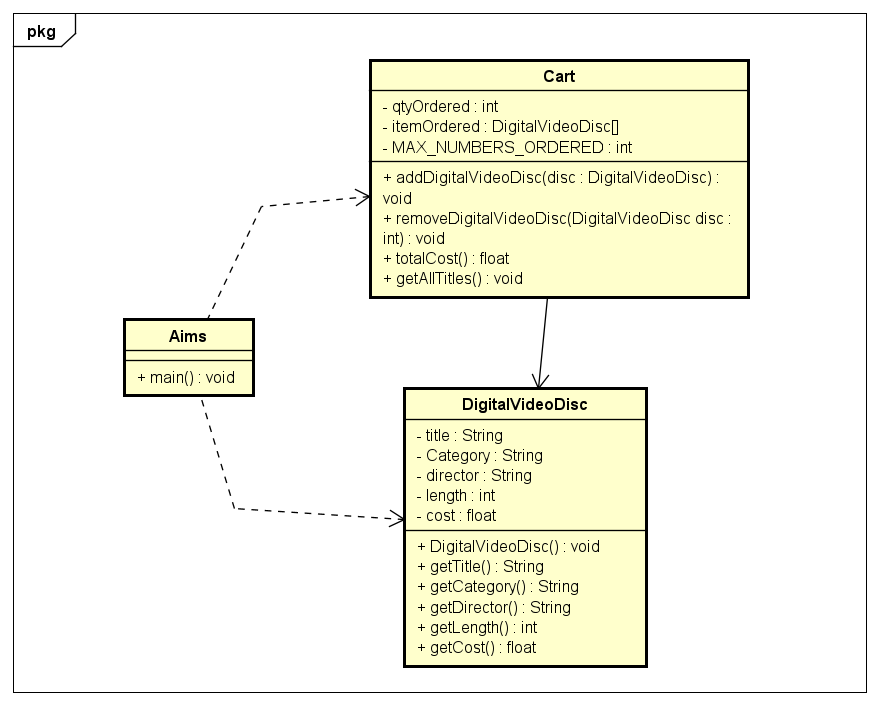 pkg
Cart
- qtyOrdered : int
- itemOrdered : DigitalVideoDisc[]
- MAX_NUMBERS_ORDERED : int
+ addDigitalVideoDisc(disc : DigitalVideoDisc) :
void
+ removeDigitalVideoDisc(DigitalVideoDisc disc :
int) : void
+ totalCost() : float
+ getAllTitles() : void
Aims
+ main() : void
DigitalVideoDisc
- title : String
- Category : String
- director : String
- length : int
- cost : float
+ DigitalVideoDisc() : void
+ getTitle() : String
+ getCategory() : String
+ getDirector() : String
+ getLength() : int
+ getCost() : float